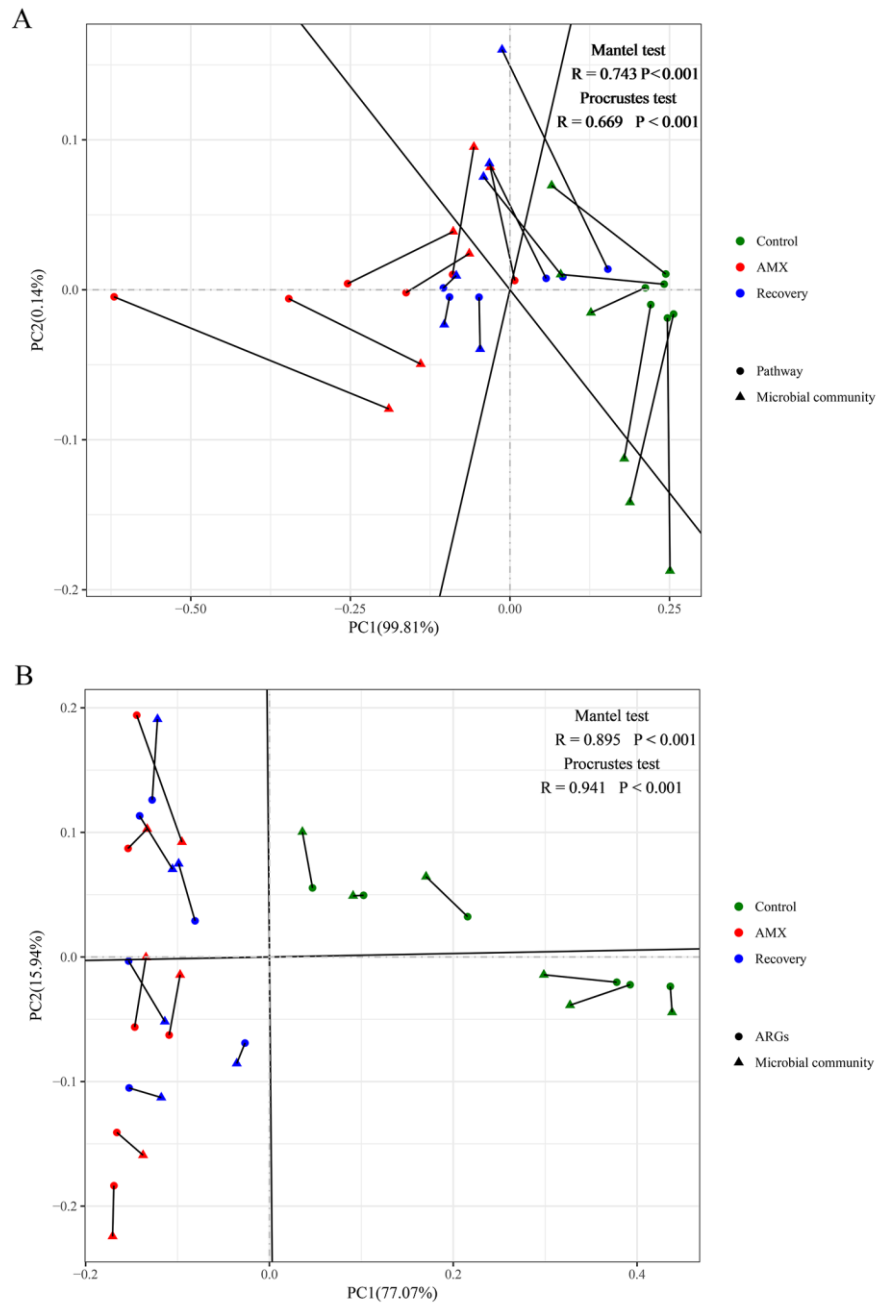 A
Mantel test
R = 0.743 P<0.001
Procrustes test
R = 0.669 P < 0.001
0.1
0.0
−0.1
−0.2
PC2(0.14%)
−0.50
−0.25
0.00
0.25
PC1(99.81%)
Control
AMX
Recovery
Pathway
Microbial community
B
Mantel test
R = 0.895 P < 0.001
Procrustes test
R = 0.941 P < 0.001
0.2
0.1
0.0
−0.1
−0.2
PC2(15.94%)
−0.2
0.0
0.2
0.4
PC1(77.07%)
Control
AMX
Recovery
ARGs
Microbial community